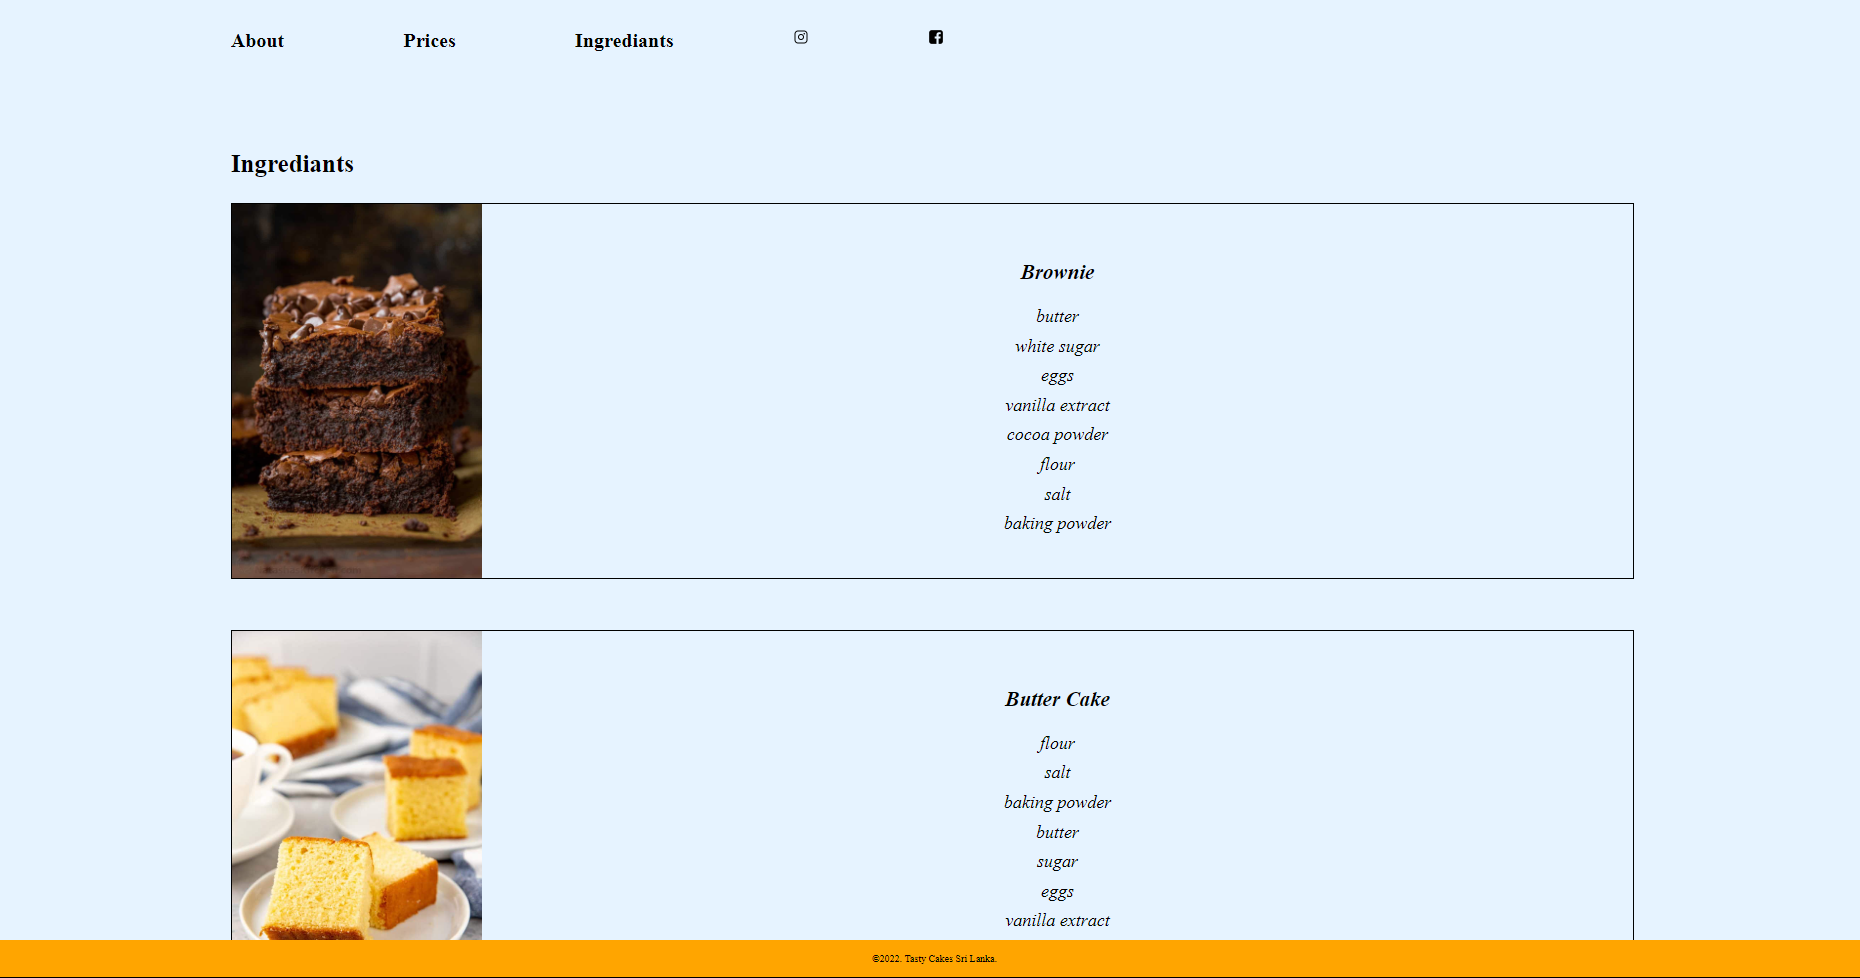 About Prices Ingrediants
Ingrediants
Brownie
butter
white sugar
eggs
vanilla extract
cocoa powder
flour
salt
baking powder
Butter Cake
flour
salt
baking powder
butter
sugar
eggs
vanilla extract
©2022. Tasty Cakes Sri Lanka.